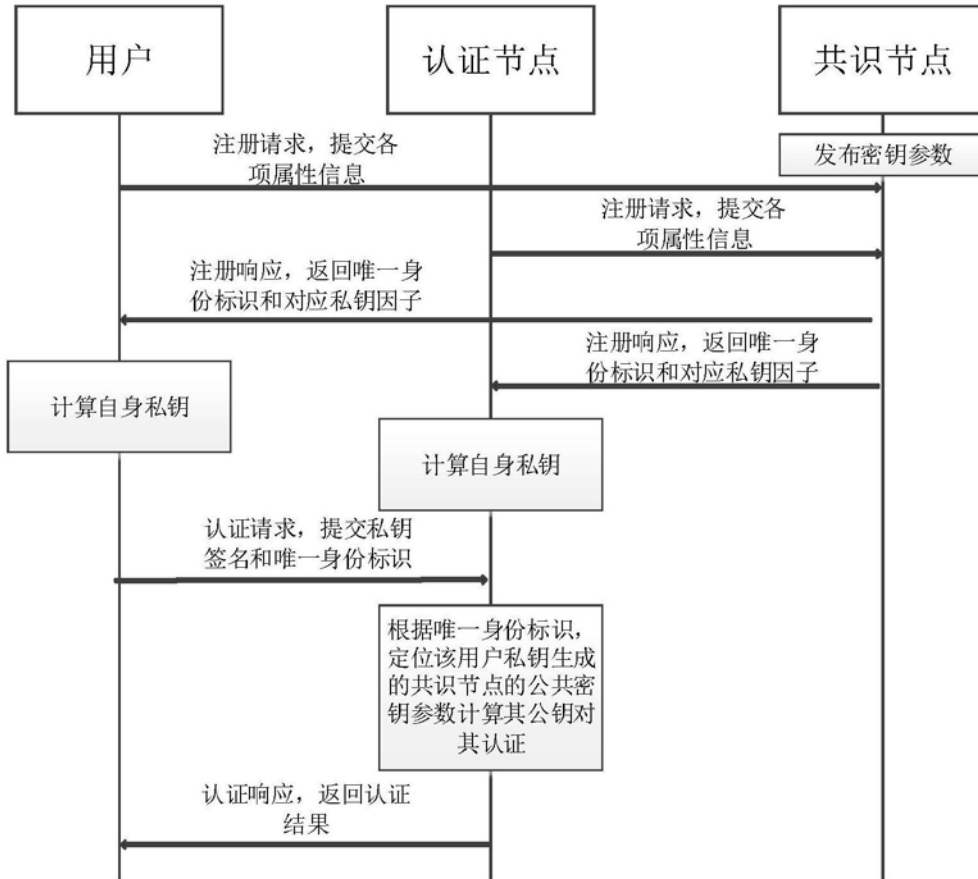 用户
认证节点
共识节点
发布密钥参数
注册请求，提交各
项属性信息
注册请求，提交各
项属性信息
注册响应，返回唯一身
份标识和对应私钥因子
注册响应，返回唯一身
份标识和对应私钥因子
计算自身私钥
计算自身私钥
认证请求，提交私钥
签名和唯一身份标识
根据唯一身份标识，
定位该用户私钥生成
的共识节点的公共密
钥参数计算其公钥对
其认证
认证响应，返回认证
结果